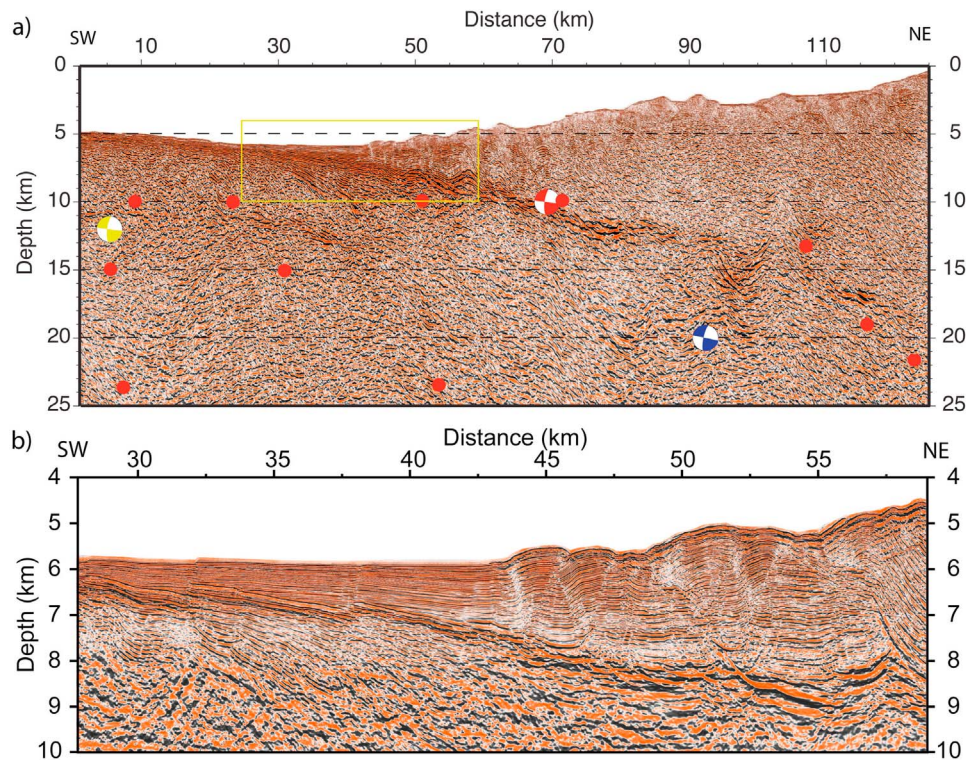 a)
Distance (km)
SW
NE
10 30 50 70 90 110
0 0
5 5
10 10
15 15
20 20
25 25
Depth (km)
b)
Distance (km)
SW
NE
30 35 40 45 50 55
4 4
5 5
6 6
7 7
8 8
9 9
10 10
Depth (km)